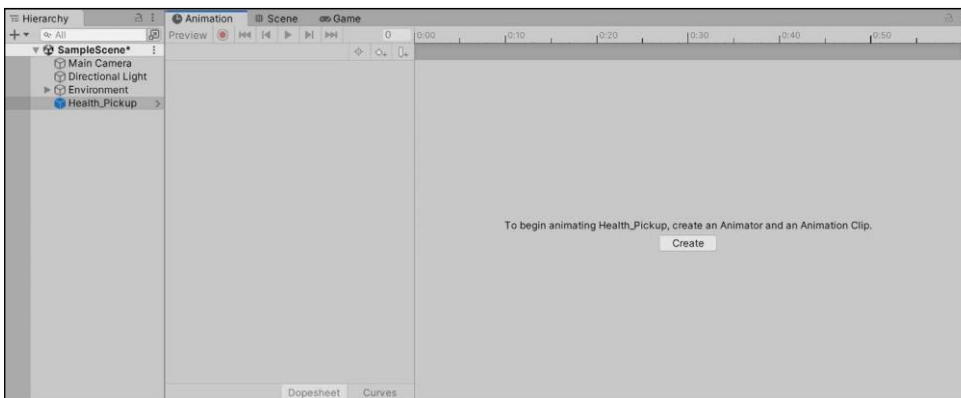 Hierarchy
Animation
Scene
Game
All
Preview
0
0:00
0:10
0:20
0:30
0:40
0:50
SampleScene*
Main Camera
Directional Light
Environment
Health_Pickup
To begin animating Health_Pickup, create an Animator and an Animation Clip.
Create
Dopesheet
Curves